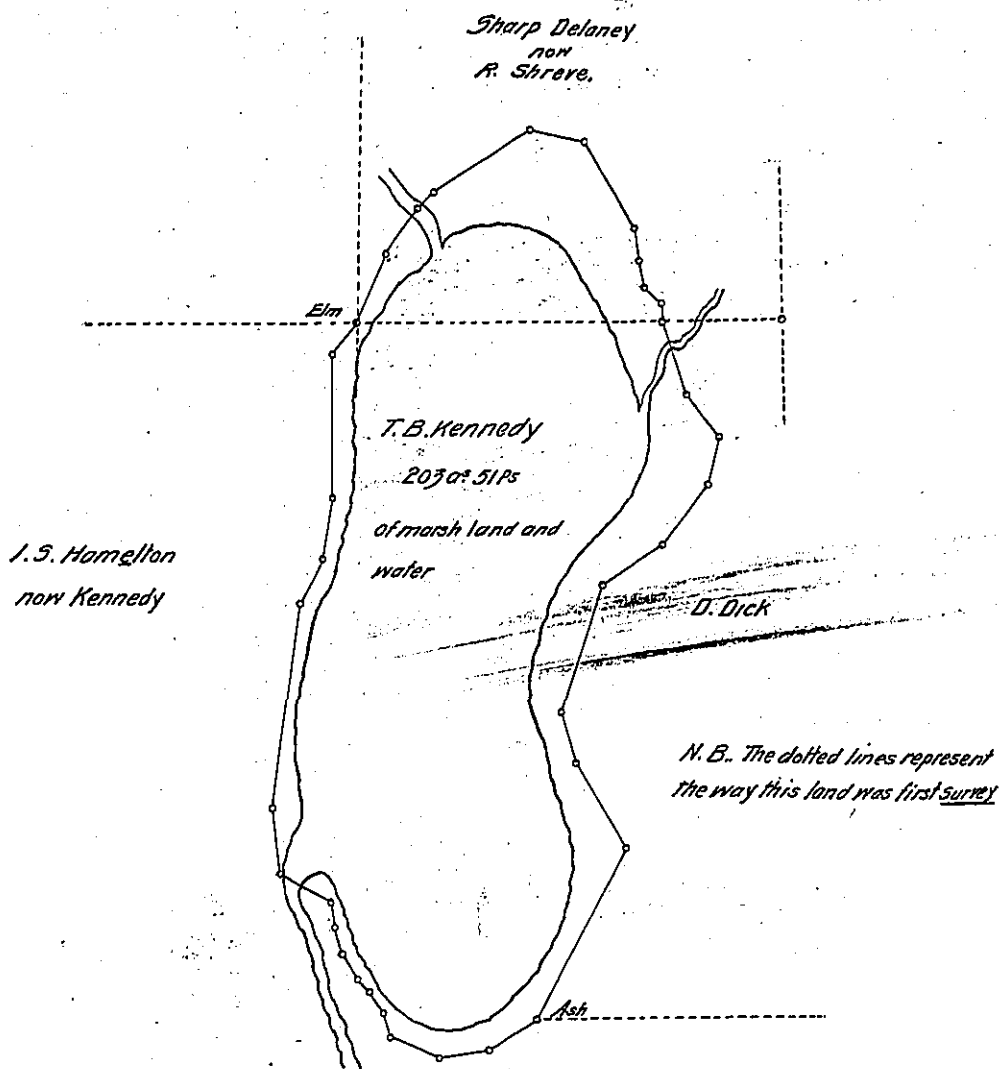 Sharp Delaney
now
R. Shreve.
Elm
T.B. Kennedy
203 as 51 Ps
of marsh land and
water
J.S. Hamelton
now Kennedy
D. Dick
N.B.. The dotted lines represent
the way this land was first survey
Ash